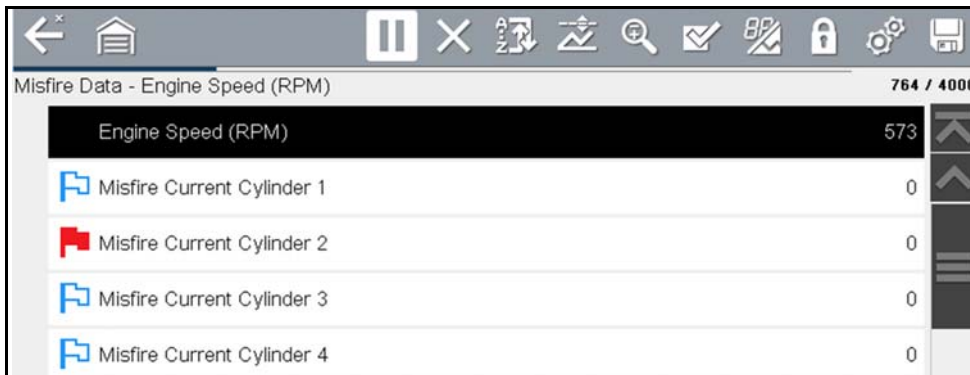 Misfire Data - Engine Speed (RPM) 764 / 4000
Engine Speed (RPM) 573
Misfire Current Cylinder 1 0
Misfire Current Cylinder 2 0
Misfire Current Cylinder 3 0
Misfire Current Cylinder 4 0